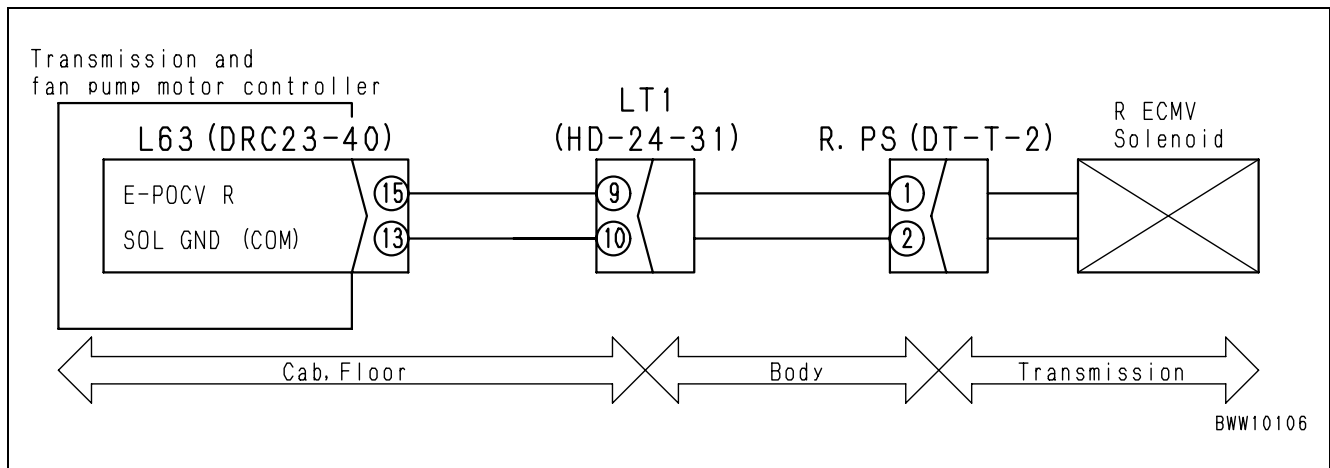 Transmission and
fan pump motor controller
L63 (DRC23-40)
LT1
(HD-24-31)
R. PS (DT-T-2)
R ECMV
Solenoid
E-POCV R
15
9
1
SOL GND (COM)
13
10
2
Cab, Floor
Body
Transmission
BWW10106